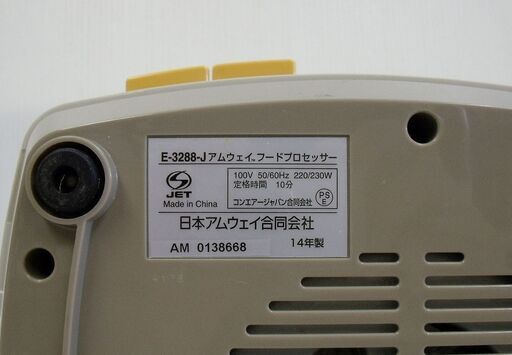 E-3288-J アムウェイ®フードプロセッサー
JET
Made in China
100V 50/60Hz 220/230W
定格時間 10分
コンエアージャパン合同会社
PS
E
日本アムウェイ合同会社
AM 0138668
14年製